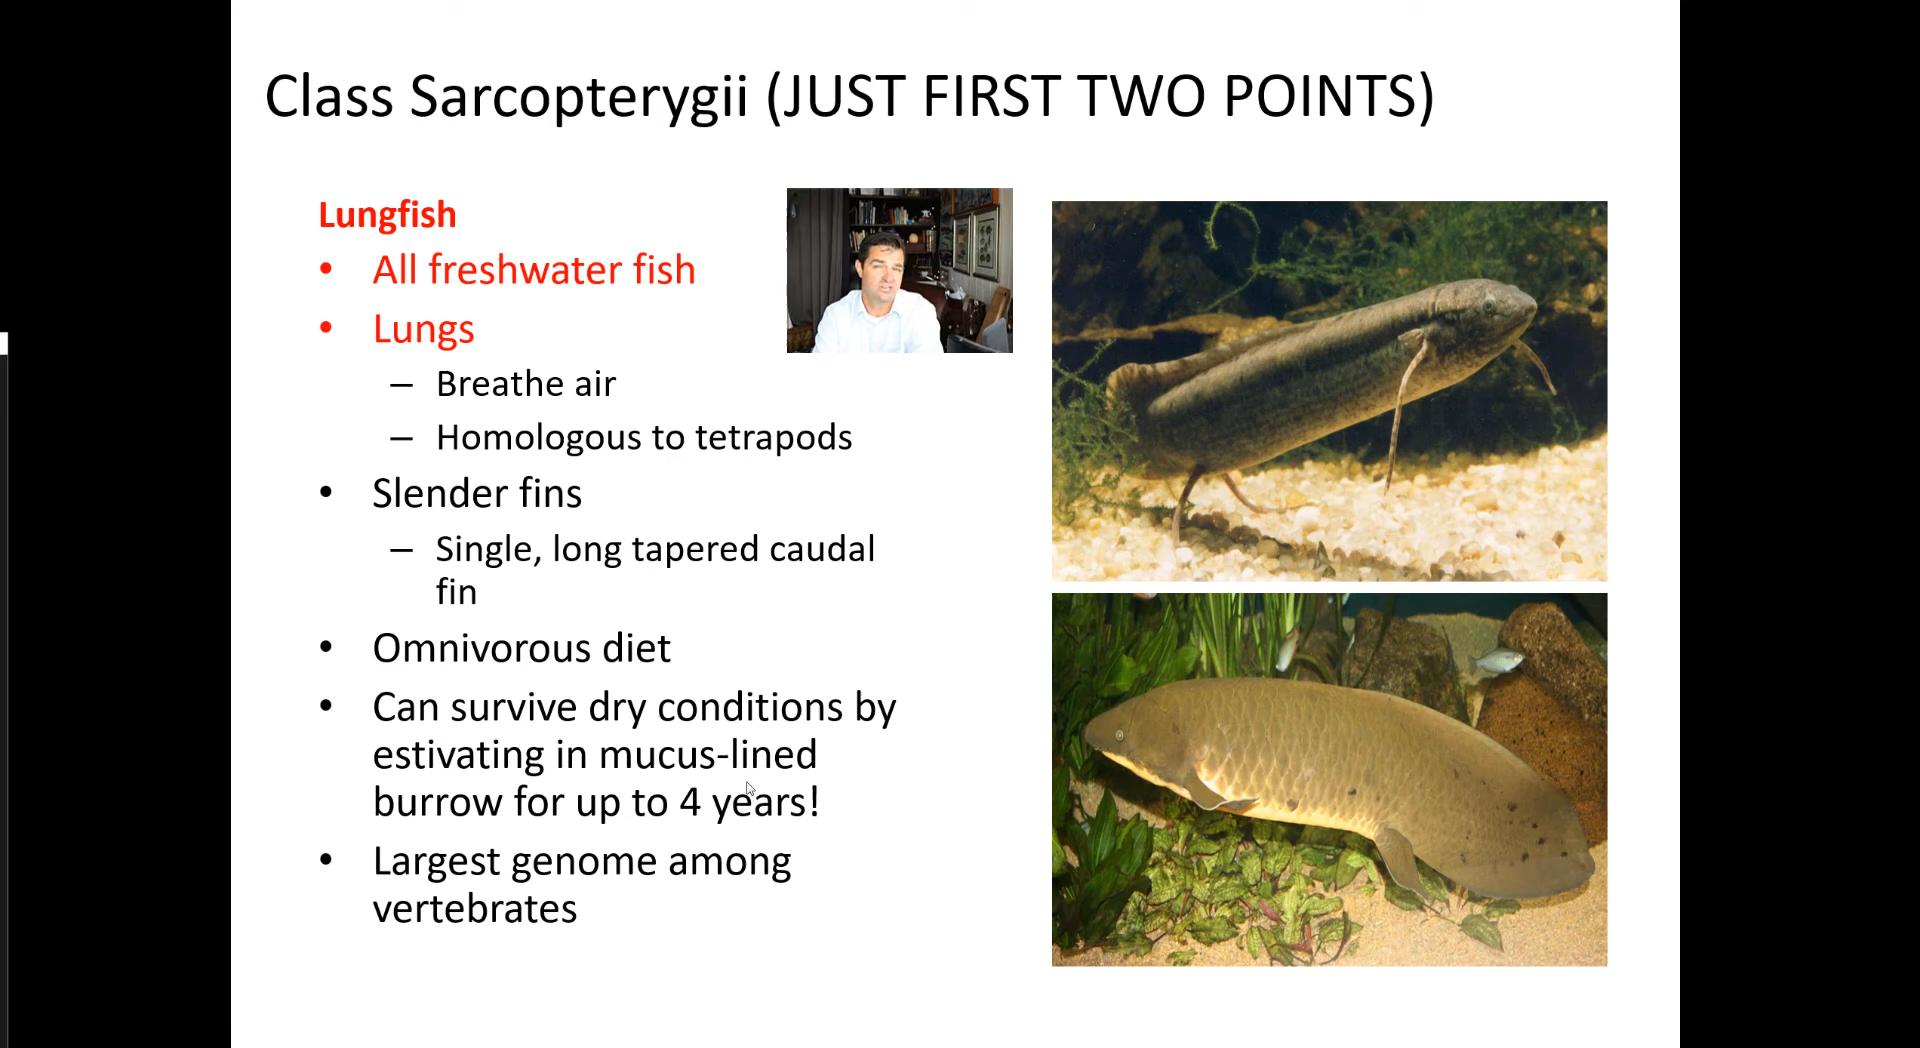 Class Sarcopterygii (JUST FIRST TWO POINTS)
Lungfish
• All freshwater fish
• Lungs
– Breathe air
– Homologous to tetrapods
• Slender fins
– Single, long tapered caudal
fin
• Omnivorous diet
• Can survive dry conditions by
estivating in mucus-lined
burrow for up to 4 years!
• Largest genome among
vertebrates